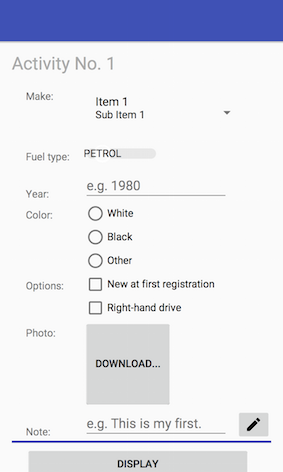 Activity No. 1
Make:
Item 1
Sub Item 1
Fuel type: PETROL
Year: e.g. 1980
Color: White
Black
Other
Options: New at first registration
Right-hand drive
Photo:
DOWNLOAD...
Note: e.g. This is my first.
DISPLAY